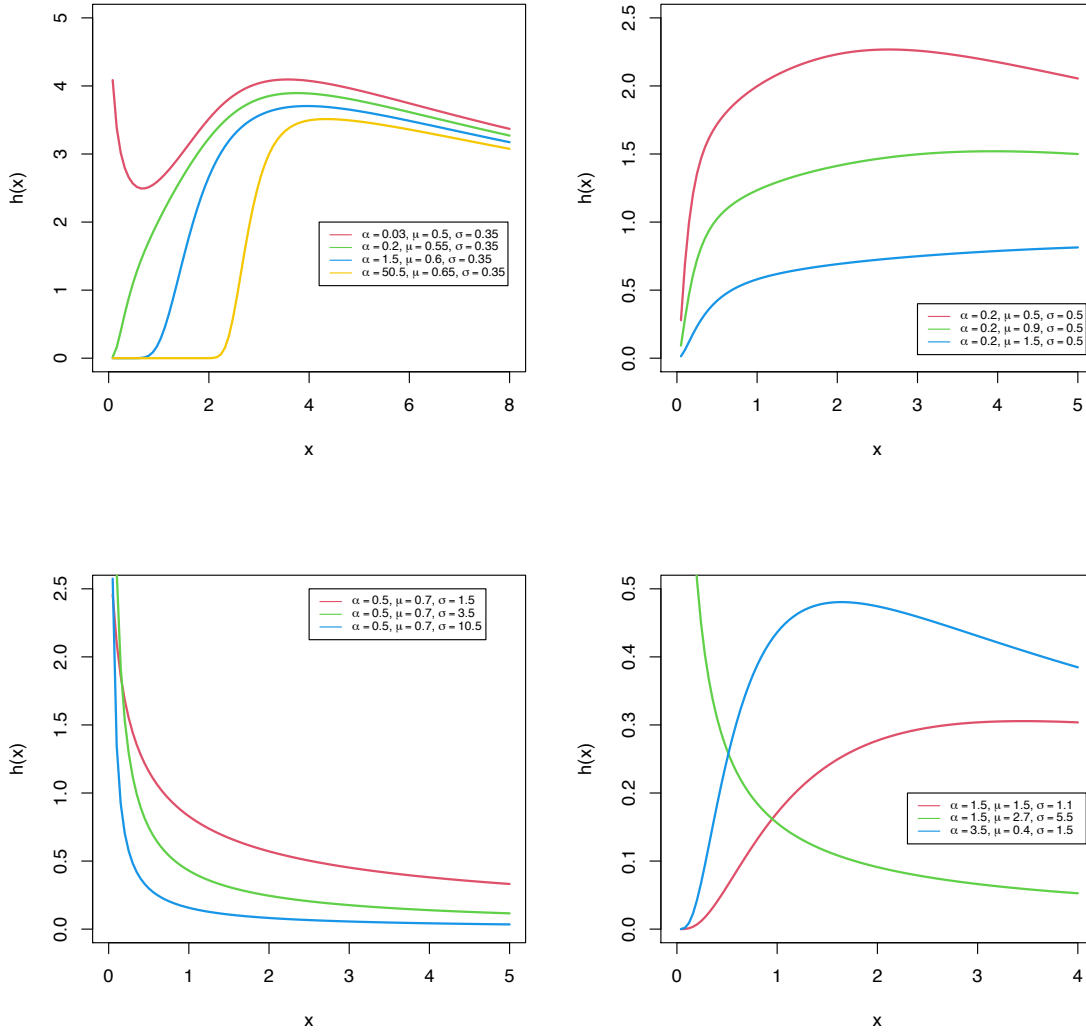 h(x)
5
4
3
2
1
0
α = 0.03, μ = 0.5, σ = 0.35
α = 0.2, μ = 0.55, σ = 0.35
α = 1.5, μ = 0.6, σ = 0.35
α = 50.5, μ = 0.65, σ = 0.35
0 2 4 6 8
x
h(x)
2.5
2.0
1.5
1.0
0.5
0.0
α = 0.2, μ = 0.5, σ = 0.5
α = 0.2, μ = 0.9, σ = 0.5
α = 0.2, μ = 1.5, σ = 0.5
0 1 2 3 4 5
x
h(x)
2.5
2.0
1.5
1.0
0.5
0.0
α = 0.5, μ = 0.7, σ = 1.5
α = 0.5, μ = 0.7, σ = 3.5
α = 0.5, μ = 0.7, σ = 10.5
0 1 2 3 4 5
x
h(x)
0.5
0.4
0.3
0.2
0.1
0.0
α = 1.5, μ = 1.5, σ = 1.1
α = 1.5, μ = 2.7, σ = 5.5
α = 3.5, μ = 0.4, σ = 1.5
0 1 2 3 4
x